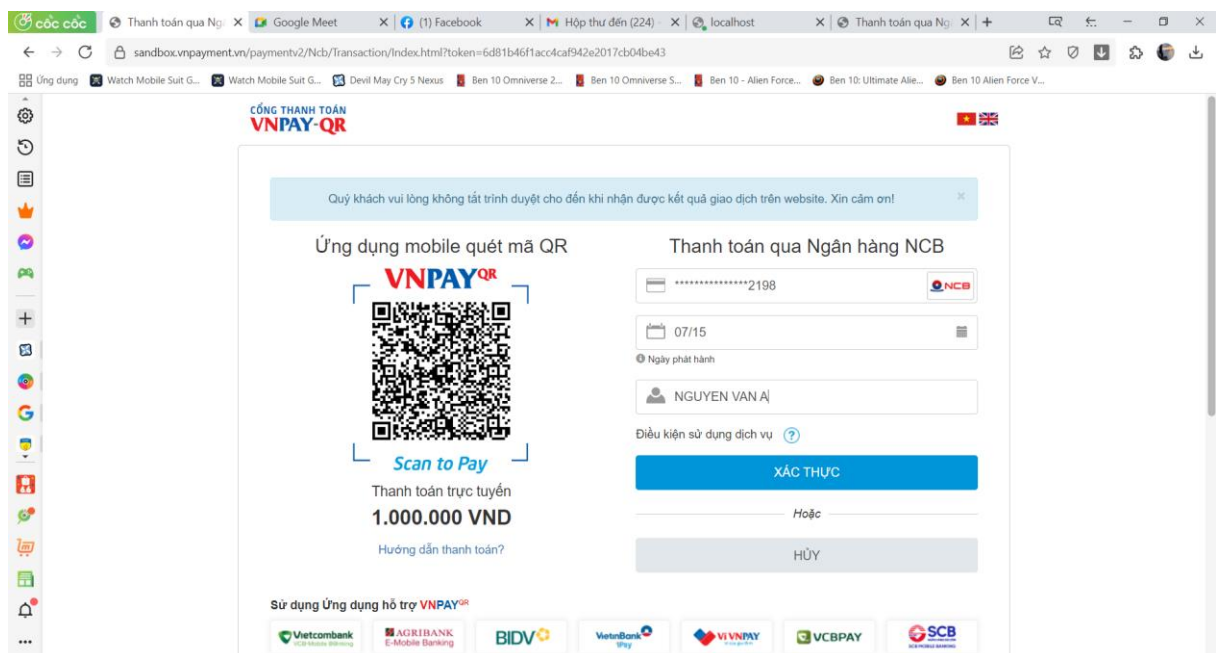 cốc cốc
Thanh toán qua Ng
Google Meet
(1) Facebook
Hộp thư đến (224) -
localhost
Thanh toán qua Ng
sandbox.vnpayment.vn/paymentv2/Ncb/Transaction/Index.html?token=6d81b46f1acc4caf942e2017cb04be43
Ứng dụng
Watch Mobile Suit G...
Watch Mobile Suit G...
Devil May Cry 5 Nexus
Ben 10 Omniverse 2...
Ben 10 Omniverse S...
Ben 10 - Alien Force...
Ben 10: Ultimate Alie...
Ben 10 Alien Force V...
CỔNG THANH TOÁN
VNPAY-QR
Quý khách vui lòng không tắt trình duyệt cho đến khi nhận được kết quả giao dịch trên website. Xin cảm ơn!
Ứng dụng mobile quét mã QR
VNPAYQR
Scan to Pay
Thanh toán trực tuyến
1.000.000 VND
Hướng dẫn thanh toán?
Thanh toán qua Ngân hàng NCB
***************2198
NCB
07/15
Ngày phát hành
NGUYEN VAN A
Điều kiện sử dụng dịch vụ
XÁC THỰC
Hoặc
HỦY
Sử dụng Ứng dụng hỗ trợ VNPAYQR
Vietcombank
AGRIBANK
E-Mobile Banking
BIDV
VietinBank
iPay
VÍ VNPAY
VCBPAY
SCB